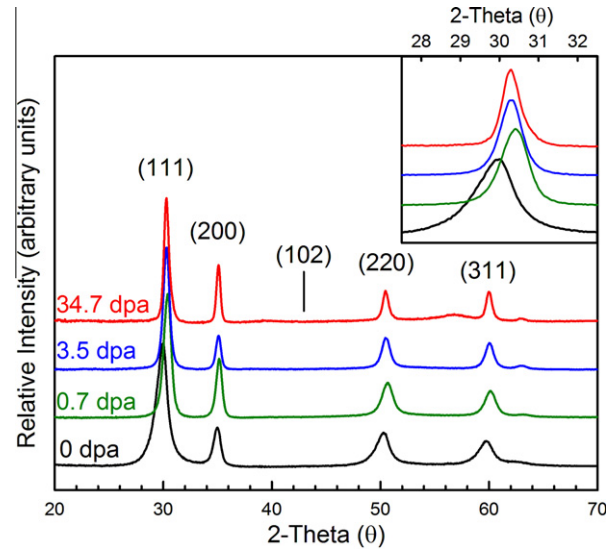 2-Theta (θ)
28 29 30 31 32
Relative Intensity (arbitrary units)
(111)
(200)
(102)
(220)
(311)
34.7 dpa
3.5 dpa
0.7 dpa
0 dpa
20 30 40 50 60 70
2-Theta (θ)